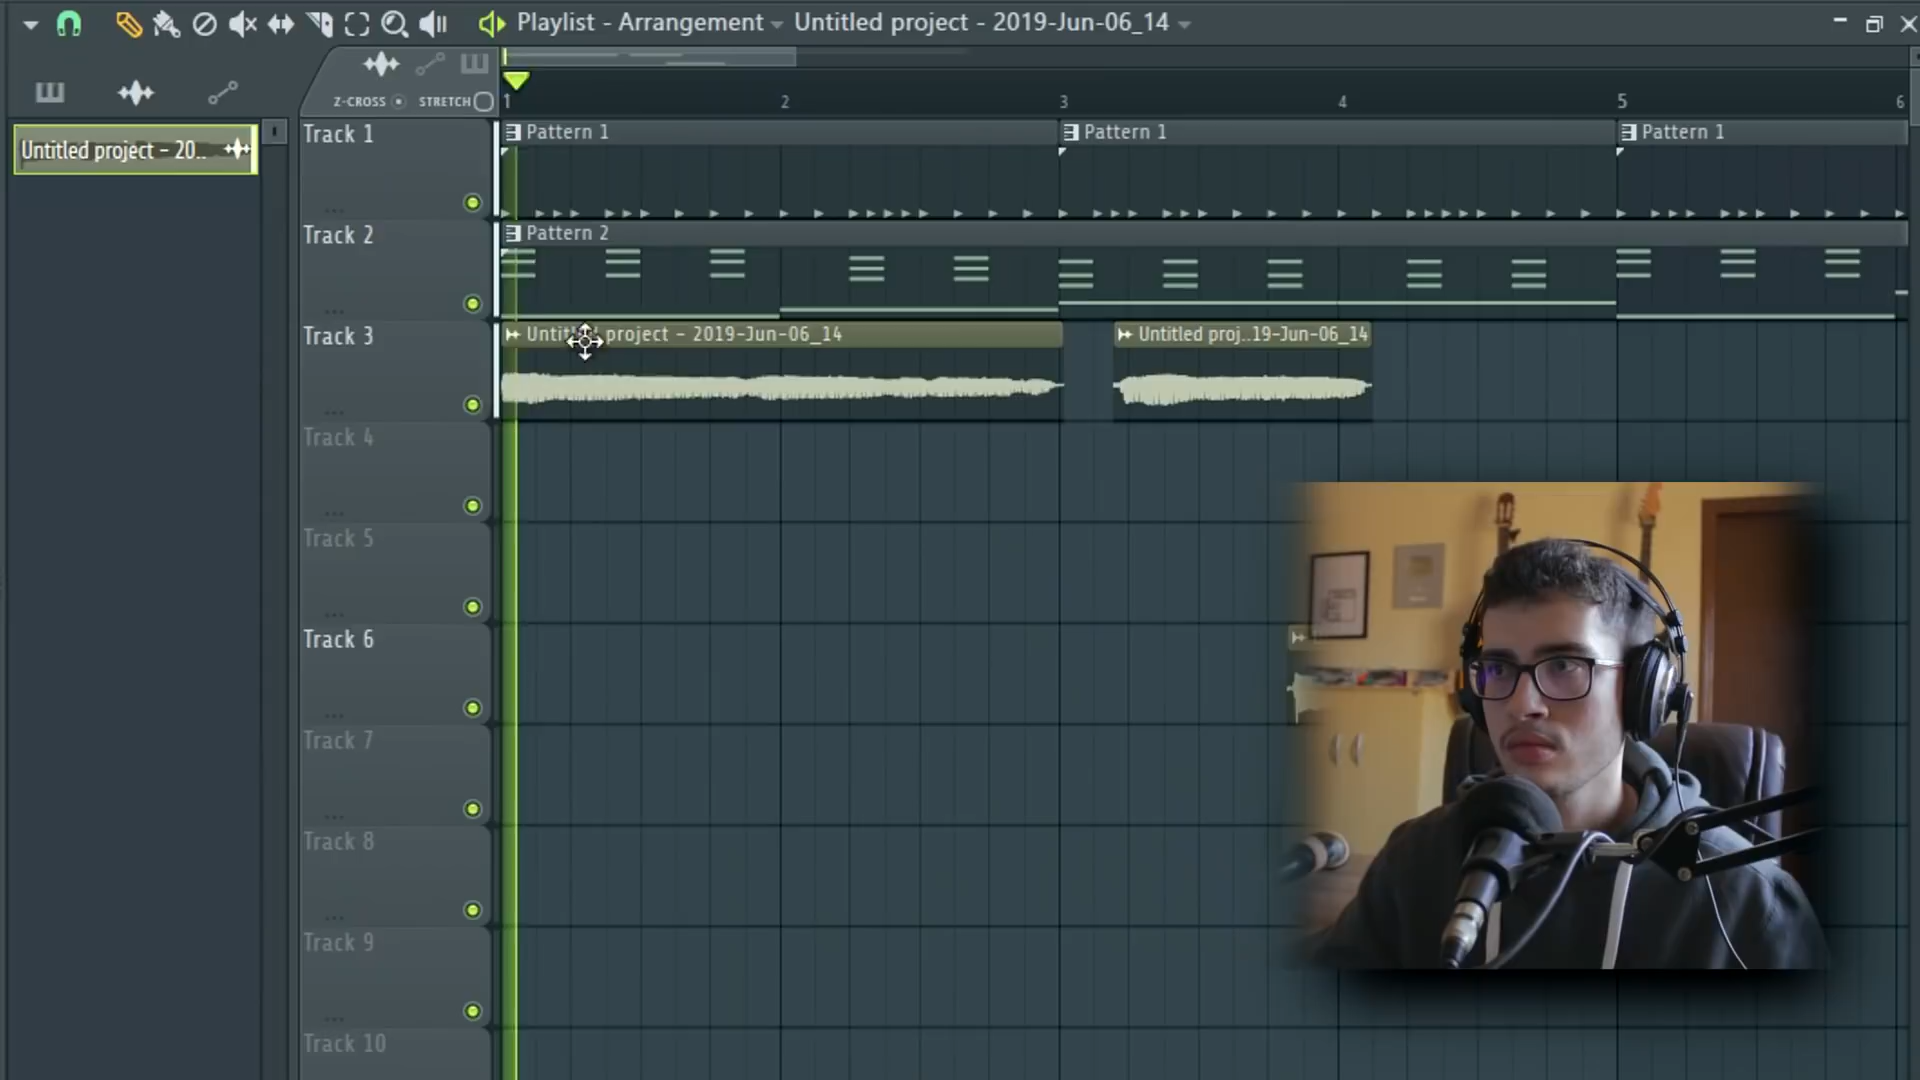 Playlist - Arrangement Untitled project - 2019-Jun-06_14
Z-CROSS STRETCH
1 2 3 4 5 6
Untitled project - 20..
Track 1
Pattern 1 Pattern 1 Pattern 1
...
Track 2
Pattern 2
...
Track 3
Untitled project - 2019-Jun-06_14 Untitled proj..19-Jun-06_14
...
Track 4
...
Track 5
...
Track 6
...
Track 7
...
Track 8
...
Track 9
...
Track 10